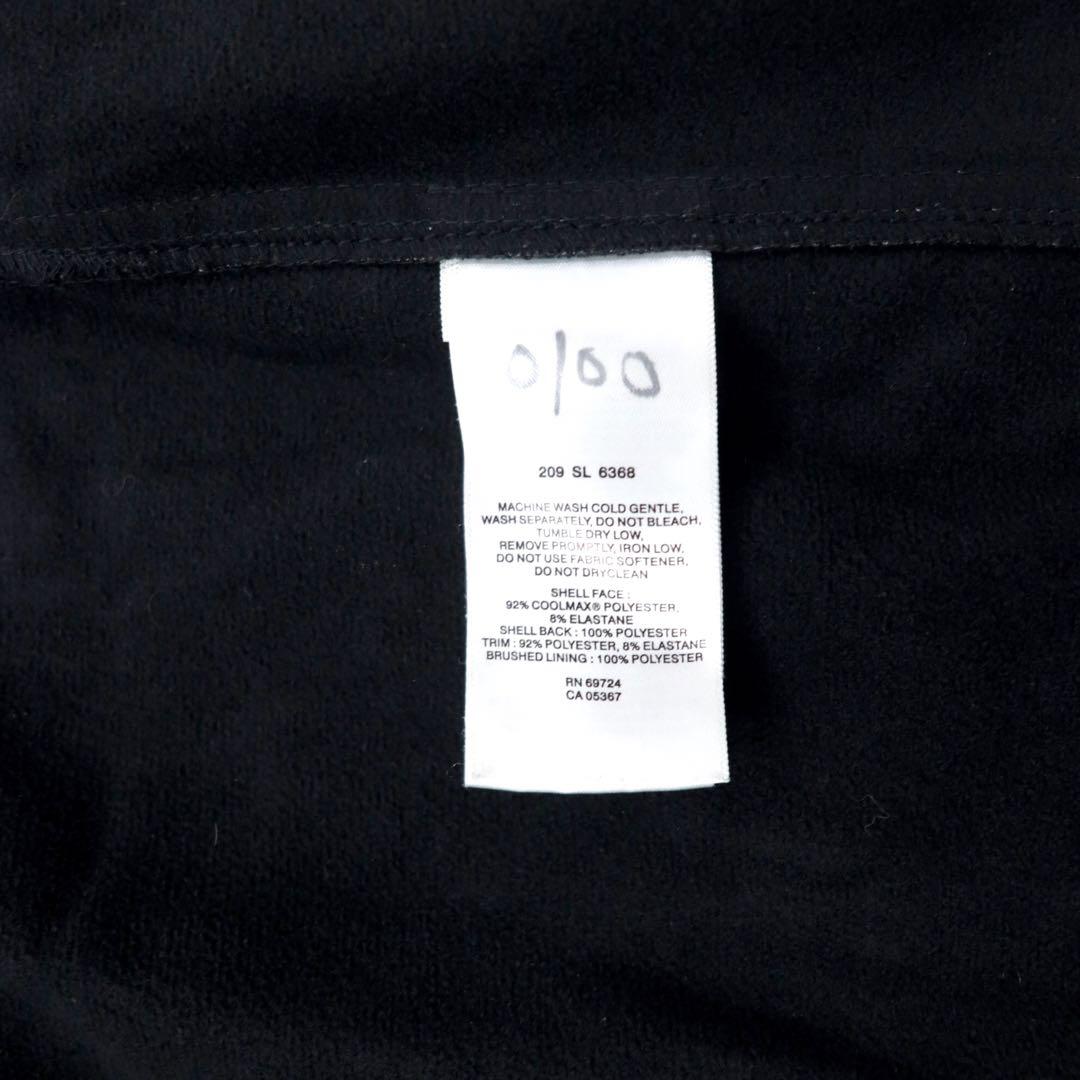 0/00
209 SL 6368
MACHINE WASH COLD GENTLE,
WASH SEPARATELY, DO NOT BLEACH,
TUMBLE DRY LOW,
REMOVE PROMPTLY, IRON LOW,
DO NOT USE FABRIC SOFTENER,
DO NOT DRYCLEAN
SHELL FACE :
92% COOLMAX® POLYESTER,
8% ELASTANE
SHELL BACK : 100% POLYESTER
TRIM : 92% POLYESTER, 8% ELASTANE
BRUSHED LINING : 100% POLYESTER
RN 69724
CA 05367